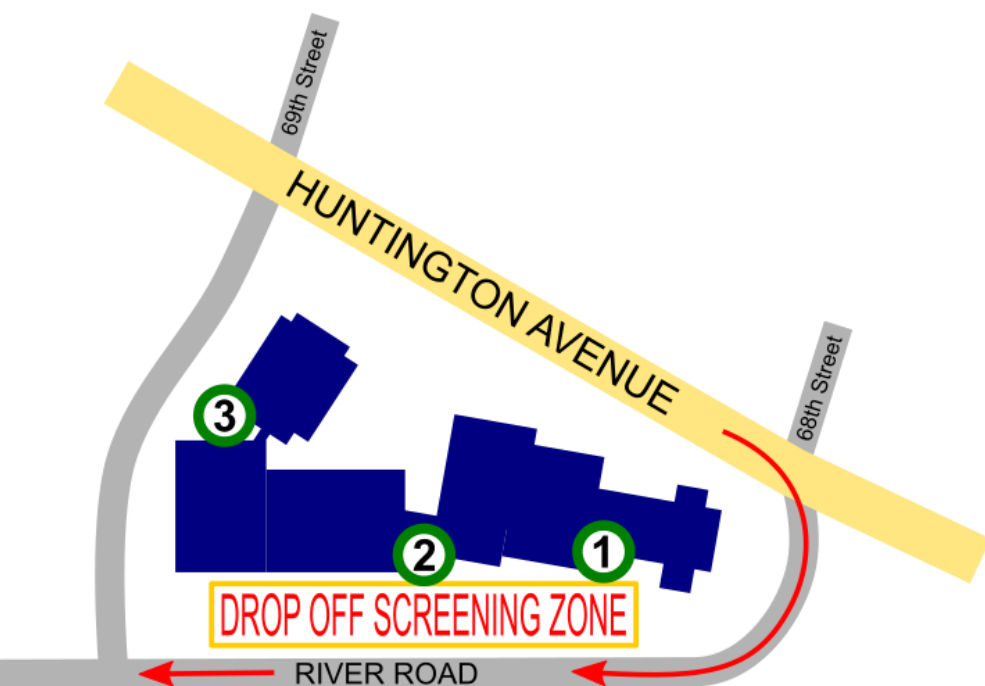 69th Street
HUNTINGTON AVENUE
68th Street
3
2
1
DROP OFF SCREENING ZONE
RIVER ROAD